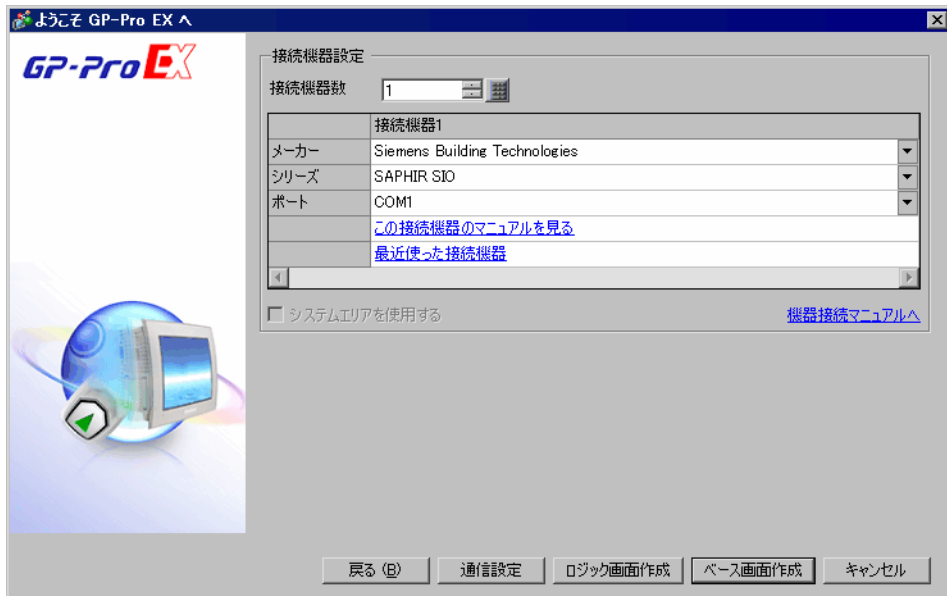 ようこそ GP-Pro EX へ
GP-Pro EX
接続機器設定
接続機器数 1
接続機器1
メーカー Siemens Building Technologies
シリーズ SAPHIR SIO
ポート COM1
この接続機器のマニュアルを見る
最近使った接続機器
システムエリアを使用する 機器接続マニュアルへ
戻る (B) 通信設定 ロジック画面作成 ベース画面作成 キャンセル